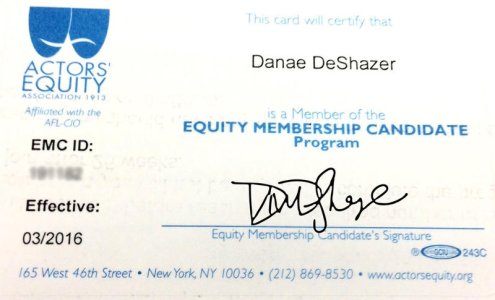 This card will certify that
Danae DeShazer
is a Member of the
EQUITY MEMBERSHIP CANDIDATE
Program
Equity Membership Candidate's Signature
ACTORS'
EQUITY
ASSOCIATION 1913
Affiliated with the
AFL-CIO
EMC ID:
Effective:
03/2016
GCIU 243C
165 West 46th Street • New York, NY 10036 • (212) 869-8530 • www.actorsequity.org